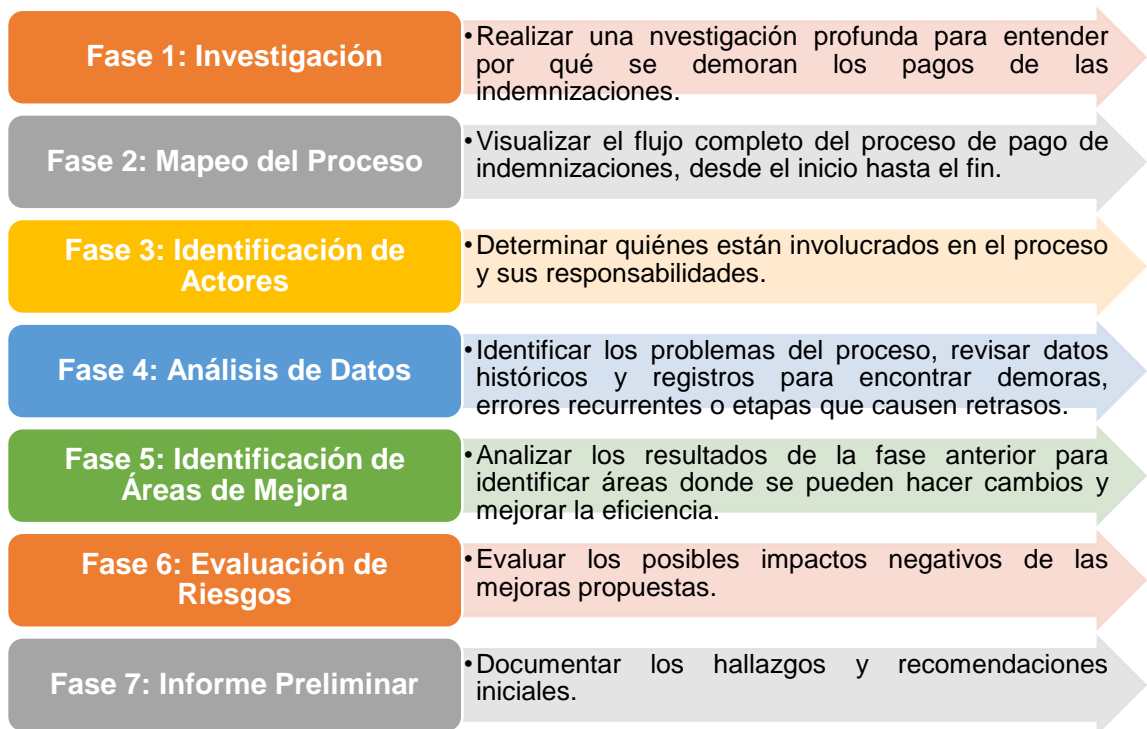 Fase 1: Investigación
•Realizar una nvestigación profunda para entender
por qué se demoran los pagos de las
indemnizaciones.
Fase 2: Mapeo del Proceso
•Visualizar el flujo completo del proceso de pago de
indemnizaciones, desde el inicio hasta el fin.
Fase 3: Identificación de
Actores
•Determinar quiénes están involucrados en el proceso
y sus responsabilidades.
Fase 4: Análisis de Datos
•Identificar los problemas del proceso, revisar datos
históricos y registros para encontrar demoras,
errores recurrentes o etapas que causen retrasos.
Fase 5: Identificación de
Áreas de Mejora
•Analizar los resultados de la fase anterior para
identificar áreas donde se pueden hacer cambios y
mejorar la eficiencia.
Fase 6: Evaluación de
Riesgos
•Evaluar los posibles impactos negativos de las
mejoras propuestas.
Fase 7: Informe Preliminar
•Documentar los hallazgos y recomendaciones
iniciales.